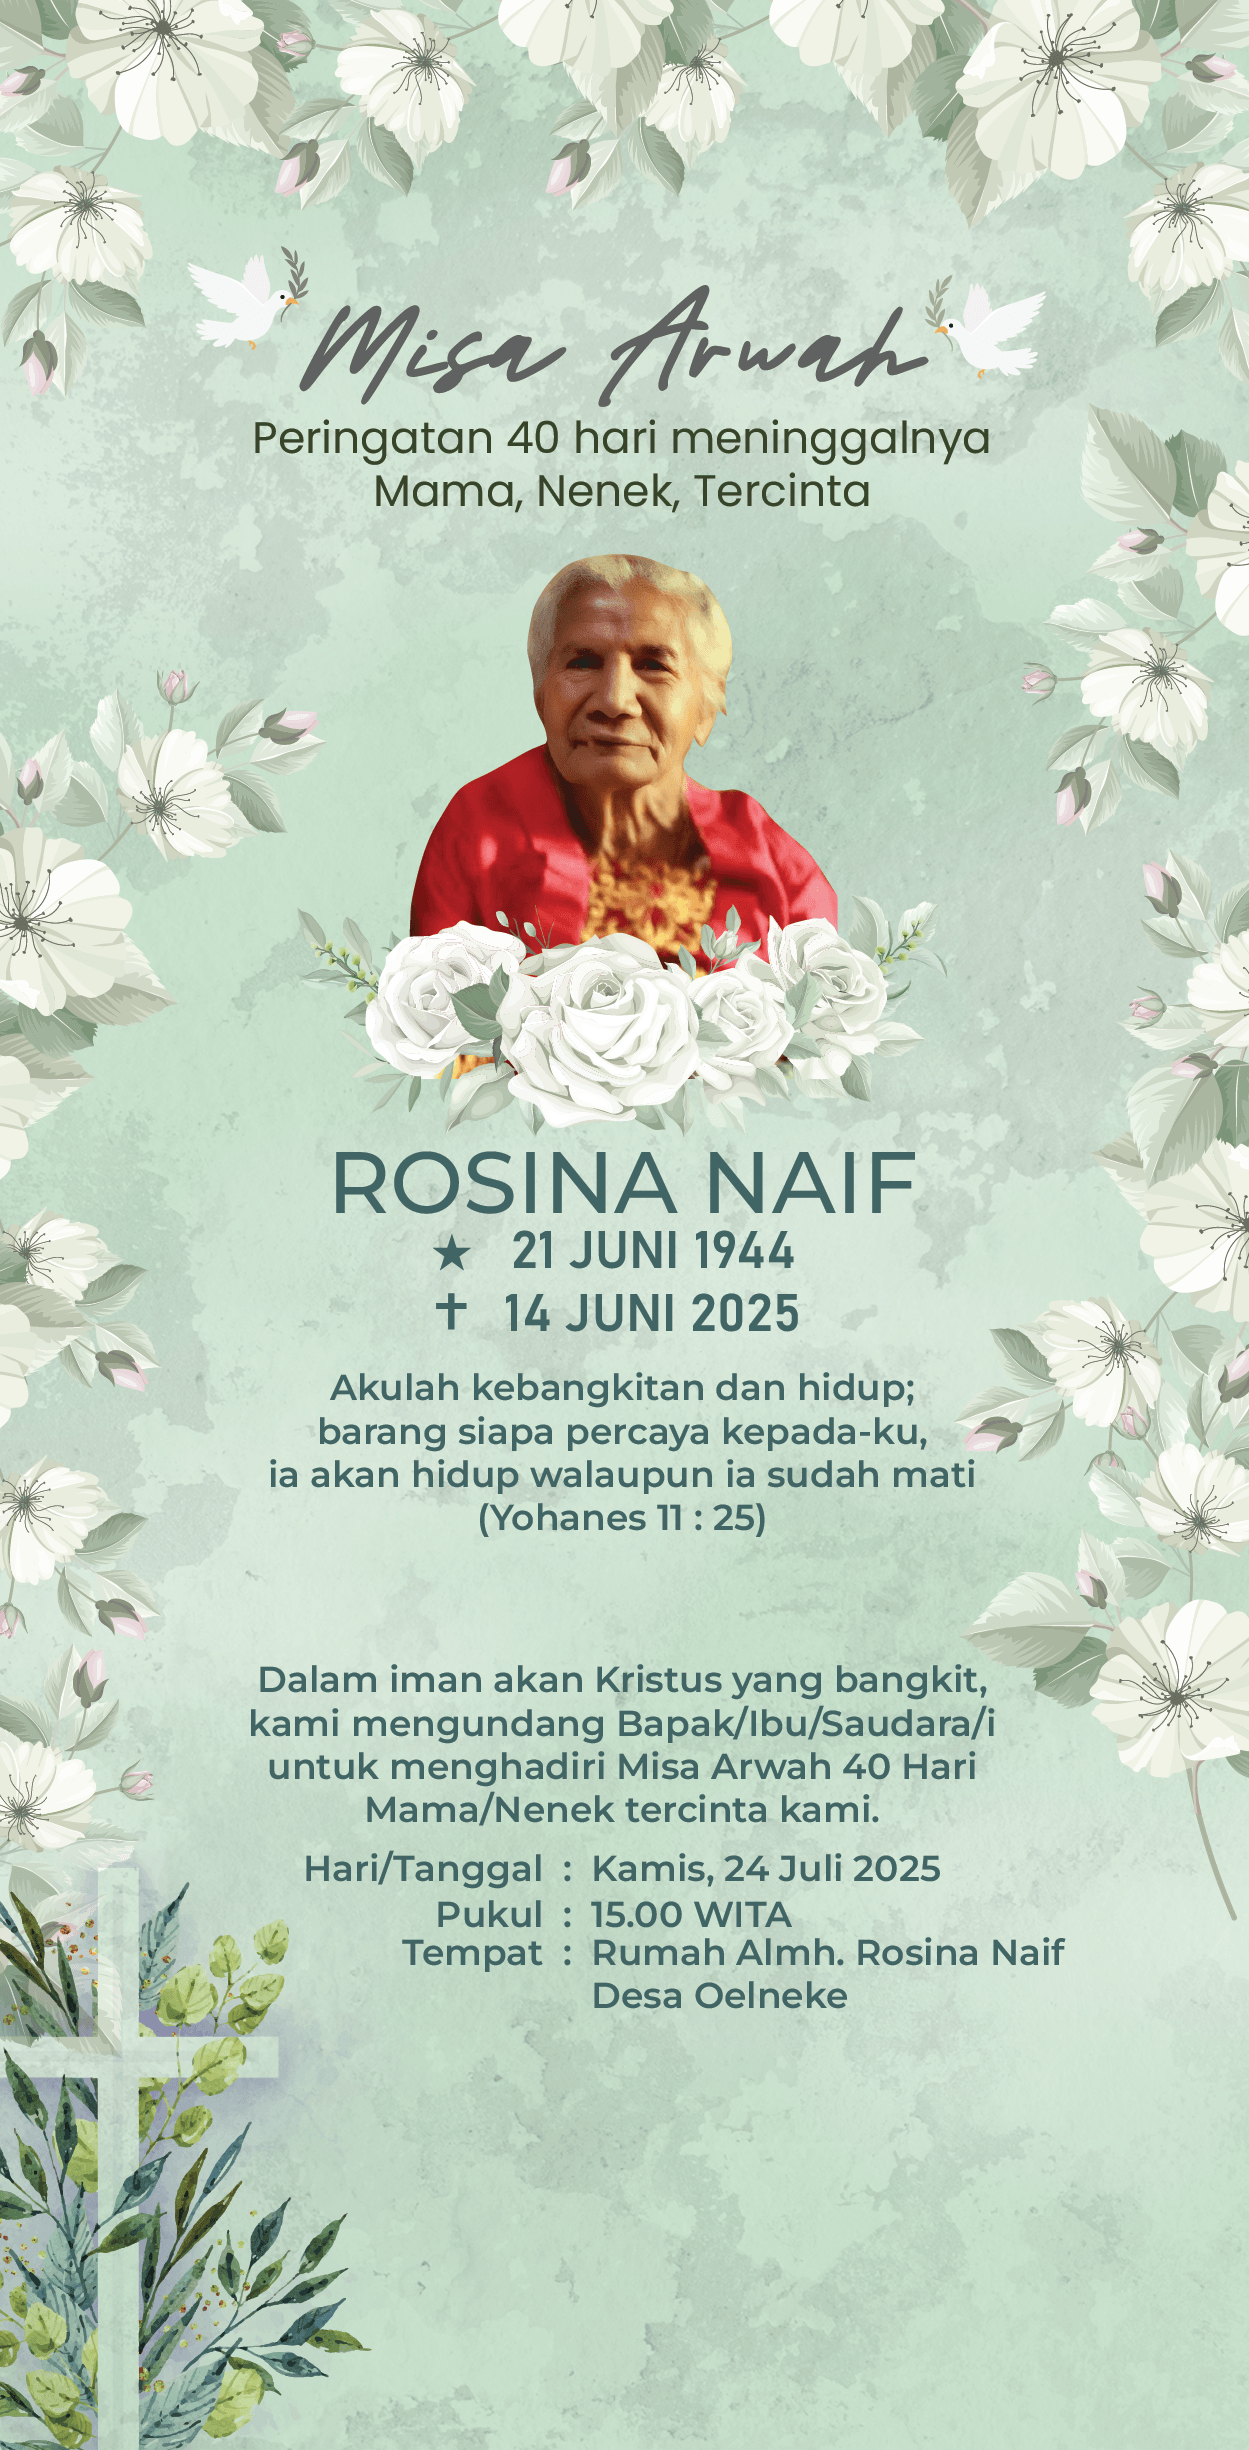 Misa Arwah
Peringatan 40 hari meninggalnya
Mama, Nenek, Tercinta
ROSINA NAIF
★ 21 JUNI 1944
✝ 14 JUNI 2025
Akulah kebangkitan dan hidup;
barang siapa percaya kepada-ku,
ia akan hidup walaupun ia sudah mati
(Yohanes 11 : 25)
Dalam iman akan Kristus yang bangkit,
kami mengundang Bapak/Ibu/Saudara/i
untuk menghadiri Misa Arwah 40 Hari
Mama/Nenek tercinta kami.
Hari/Tanggal : Kamis, 24 Juli 2025
Pukul : 15.00 WITA
Tempat : Rumah Almh. Rosina Naif
Desa Oelneke